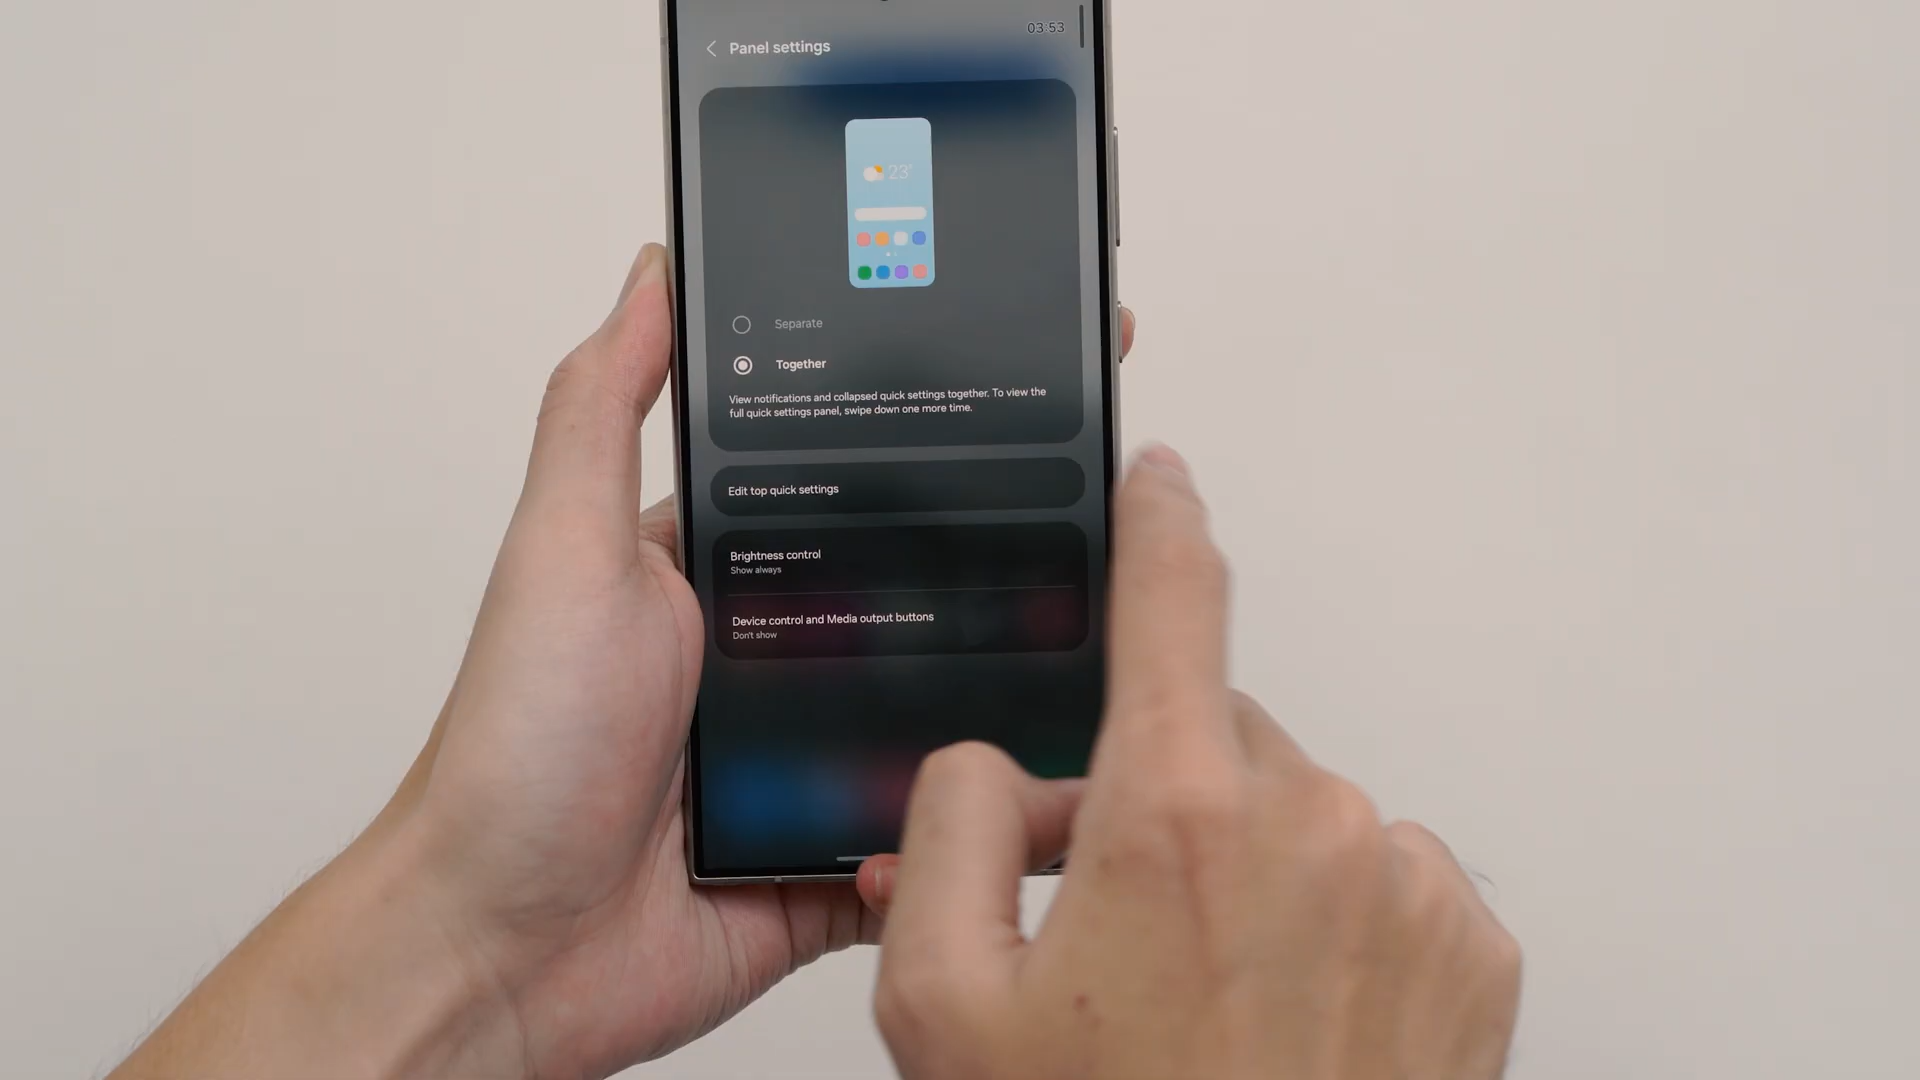 03:53
Panel settings
23°
Separate
Together
View notifications and collapsed quick settings together. To view the
full quick settings panel, swipe down one more time.
Edit top quick settings
Brightness control
Show always
Device control and Media output buttons
Don't show